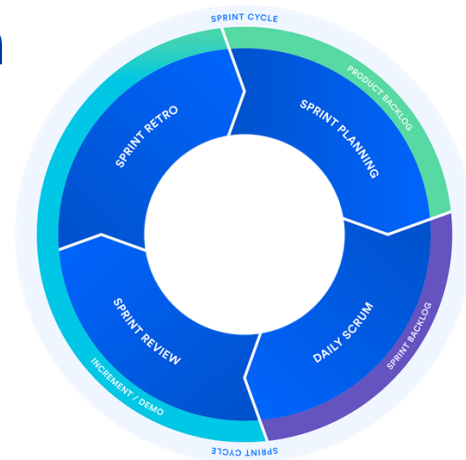 SPRINT CYCLE
PRODUCT BACKLOG
SPRINT PLANNING
SPRINT RETRO
DAILY SCRUM
SPRINT BACKLOG
SPRINT REVIEW
INCREMENT / DEMO
SPRINT CYCLE